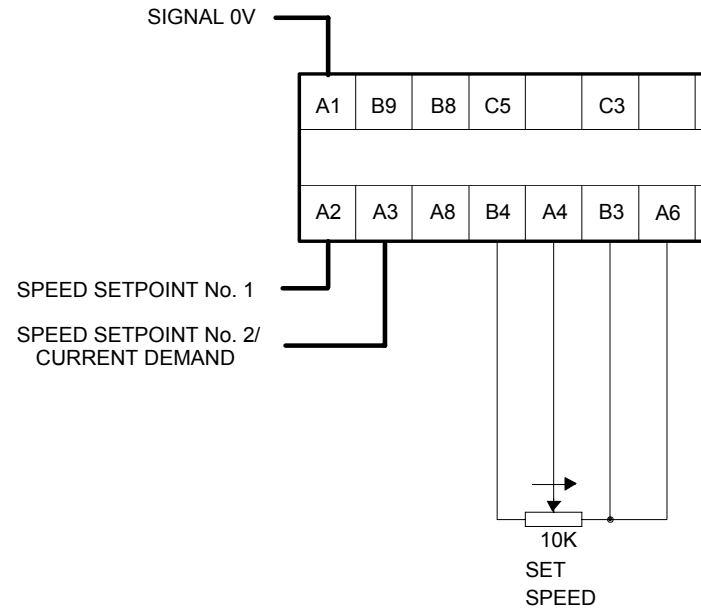 SIGNAL 0V
A1 B9 B8 C5 C3
A2 A3 A8 B4 A4 B3 A6
SPEED SETPOINT No. 1
SPEED SETPOINT No. 2/
CURRENT DEMAND
10K
SET
SPEED